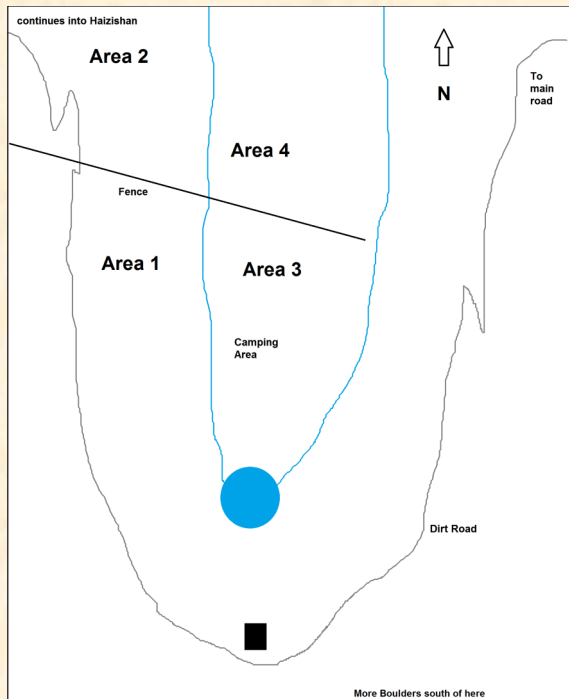 continues into Haizishan
Area 2
N
To
main
road
Area 4
Fence
Area 1
Area 3
Camping
Area
Dirt Road
More Boulders south of here